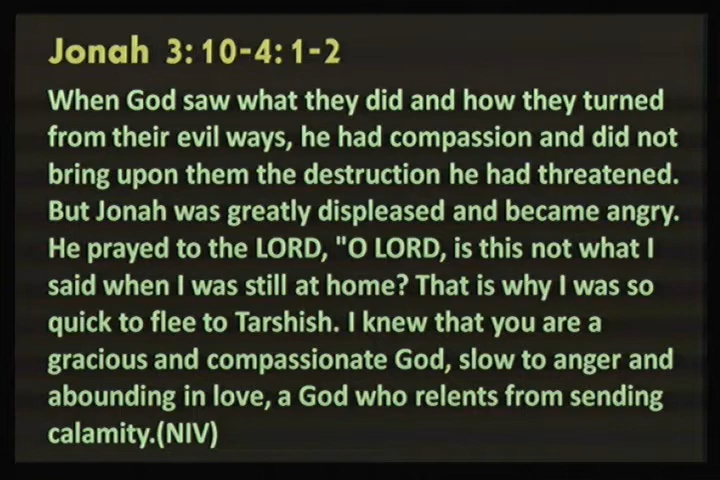 Jonah 3:10-4:1-2
When God saw what they did and how they turned
from their evil ways, he had compassion and did not
bring upon them the destruction he had threatened.
But Jonah was greatly displeased and became angry.
He prayed to the LORD, "O LORD, is this not what I
said when I was still at home? That is why I was so
quick to flee to Tarshish. I knew that you are a
gracious and compassionate God, slow to anger and
abounding in love, a God who relents from sending
calamity.(NIV)